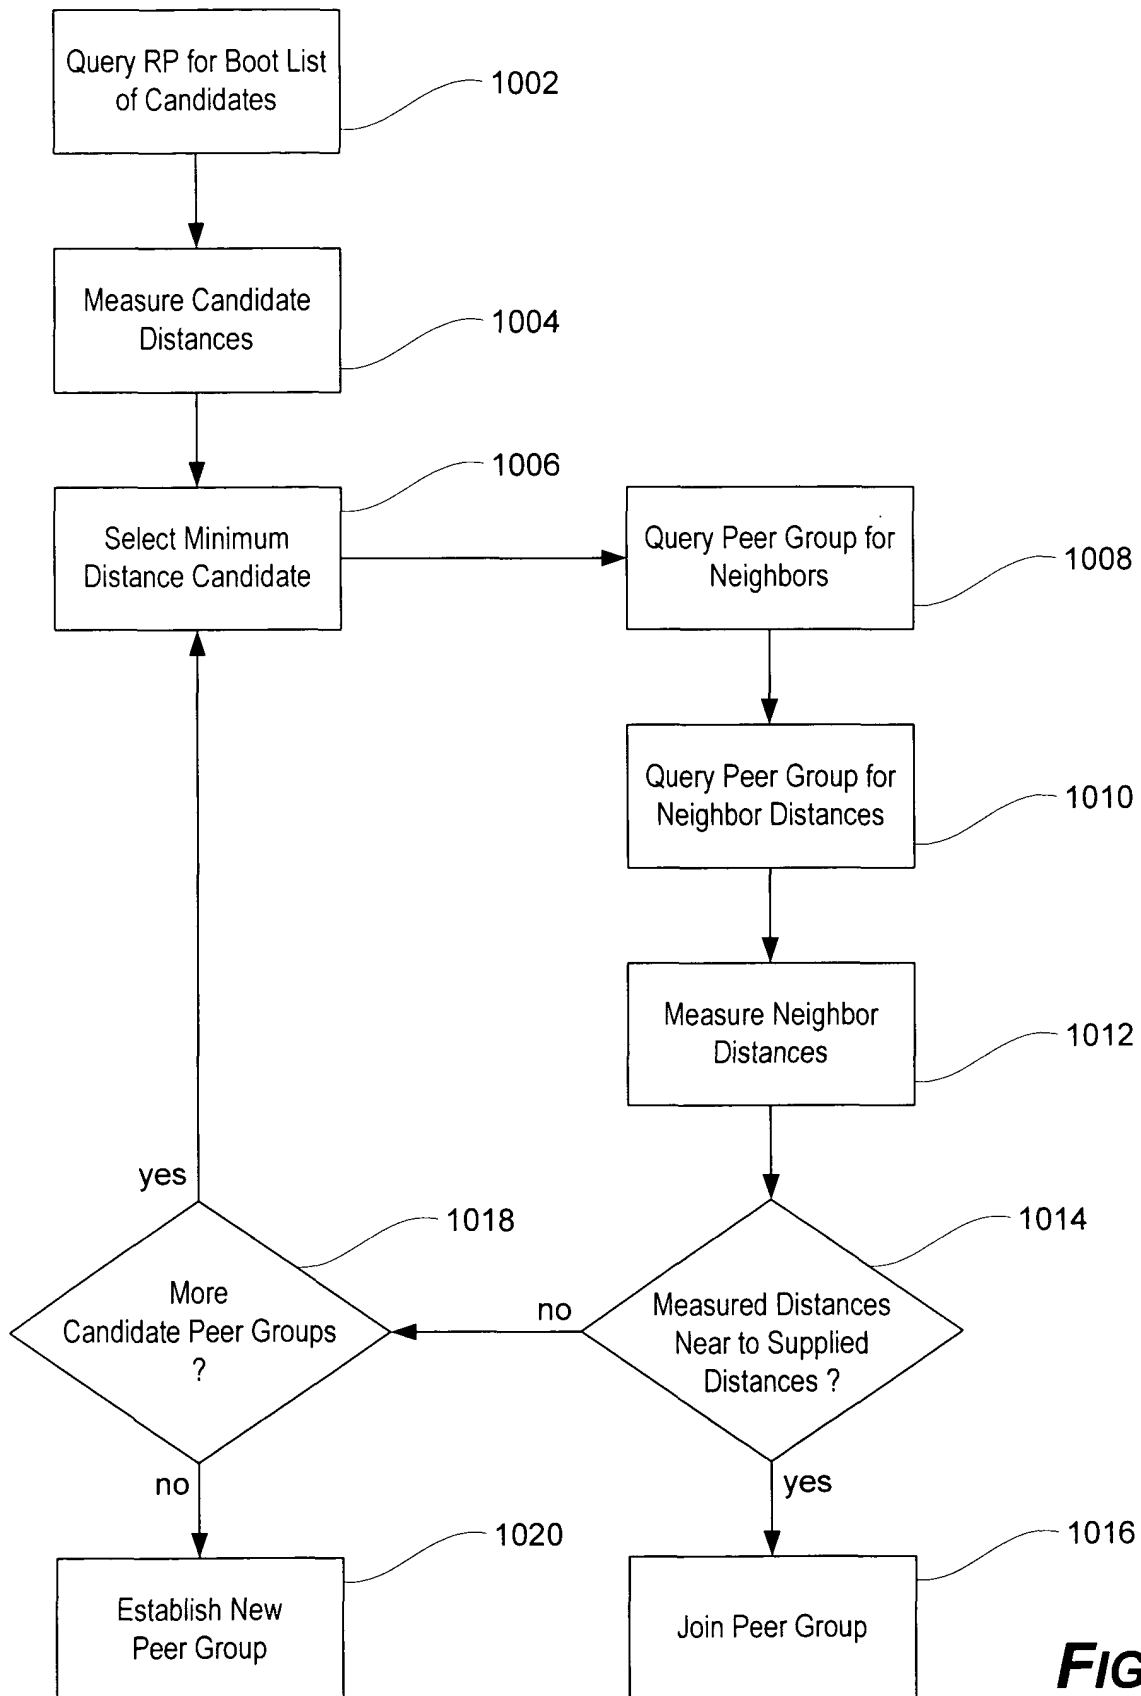 Query RP for Boot List
of Candidates
1002
Measure Candidate
Distances
1004
1006
Select Minimum
Distance Candidate
Query Peer Group for
Neighbors
1008
Query Peer Group for
Neighbor Distances
1010
Measure Neighbor
Distances
1012
yes
1018
1014
More
Candidate Peer Groups
?
no
Measured Distances
Near to Supplied
Distances ?
no
yes
1020
1016
Establish New
Peer Group
Join Peer Group
FIG